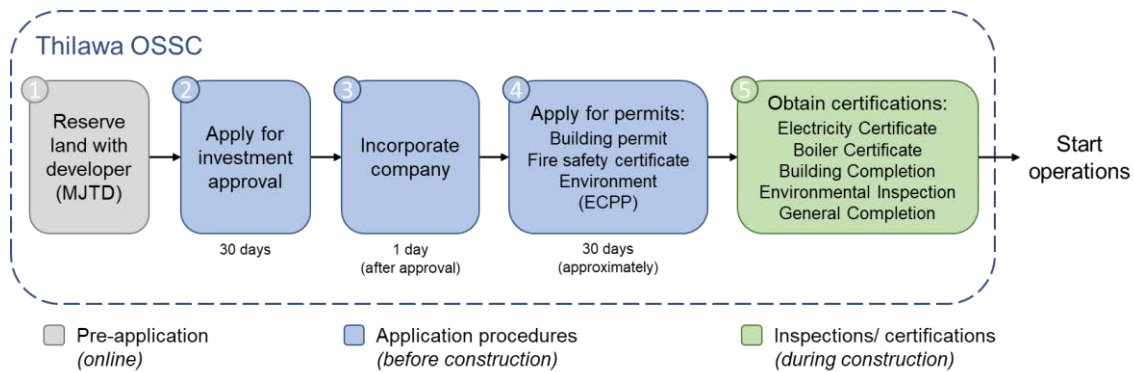 Thilawa OSSC
1
Reserve
land with
developer
(MJTD)
2
Apply for
investment
approval
30 days
3
Incorporate
company
1 day
(after approval)
4
Apply for permits:
Building permit
Fire safety certificate
Environment
(ECPP)
30 days
(approximately)
5
Obtain certifications:
Electricity Certificate
Boiler Certificate
Building Completion
Environmental Inspection
General Completion
Start
operations
Pre-application
(online)
Application procedures
(before construction)
Inspections/ certifications
(during construction)